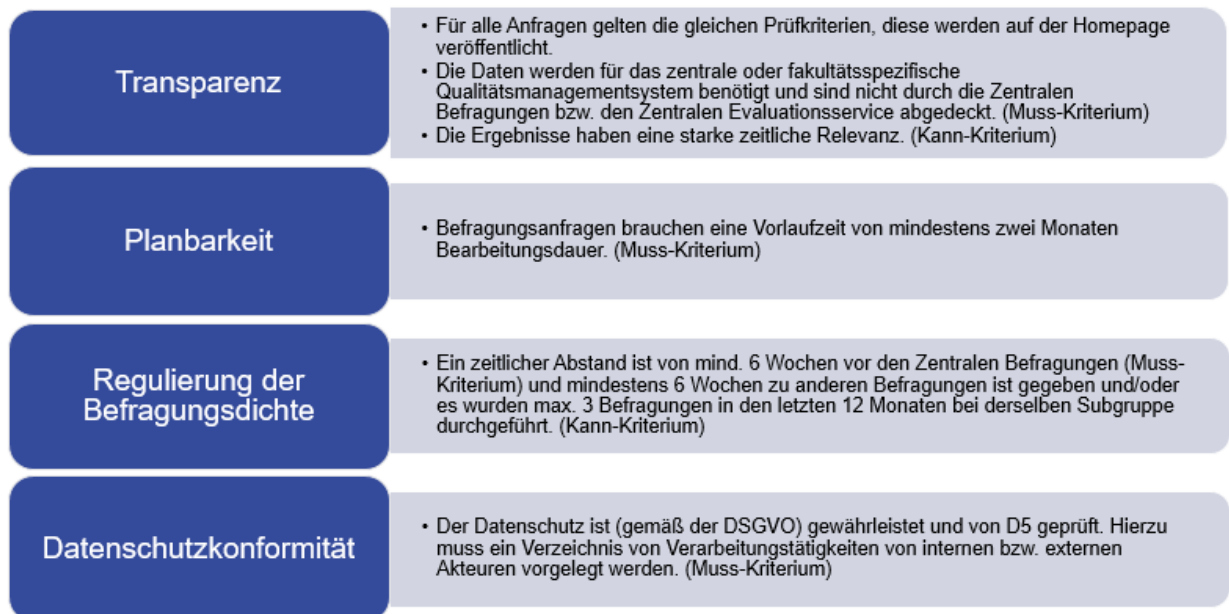 Transparenz
• Für alle Anfragen gelten die gleichen Prüfkriterien, diese werden auf der Homepage
veröffentlicht.
• Die Daten werden für das zentrale oder fakultätsspezifische
Qualitätsmanagementsystem benötigt und sind nicht durch die Zentralen
Befragungen bzw. den Zentralen Evaluationsservice abgedeckt. (Muss-Kriterium)
• Die Ergebnisse haben eine starke zeitliche Relevanz. (Kann-Kriterium)
Planbarkeit
• Befragungsanfragen brauchen eine Vorlaufzeit von mindestens zwei Monaten
Bearbeitungsdauer. (Muss-Kriterium)
Regulierung der
Befragungsdichte
• Ein zeitlicher Abstand ist von mind. 6 Wochen vor den Zentralen Befragungen (Muss-
Kriterium) und mindestens 6 Wochen zu anderen Befragungen ist gegeben und/oder
es wurden max. 3 Befragungen in den letzten 12 Monaten bei derselben Subgruppe
durchgeführt. (Kann-Kriterium)
Datenschutzkonformität
• Der Datenschutz ist (gemäß der DSGVO) gewährleistet und von D5 geprüft. Hierzu
muss ein Verzeichnis von Verarbeitungstätigkeiten von internen bzw. externen
Akteuren vorgelegt werden. (Muss-Kriterium)